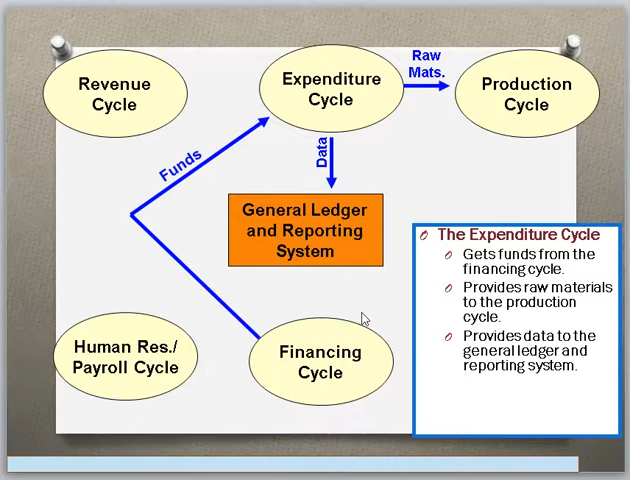 Revenue
Cycle
Expenditure
Cycle
Raw
Mats.
Production
Cycle
Funds
Data
General Ledger
and Reporting
System
Human Res./
Payroll Cycle
Financing
Cycle
The Expenditure Cycle
Gets funds from the
financing cycle.
Provides raw materials
to the production
cycle.
Provides data to the
general ledger and
reporting system.